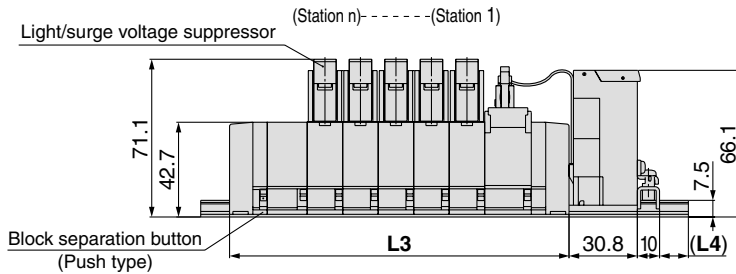 (Station n)------(Station 1)
Light/surge voltage suppressor
71.1
42.7
66.1
7.5
Block separation button
(Push type)
L3
30.8
10
(L4)